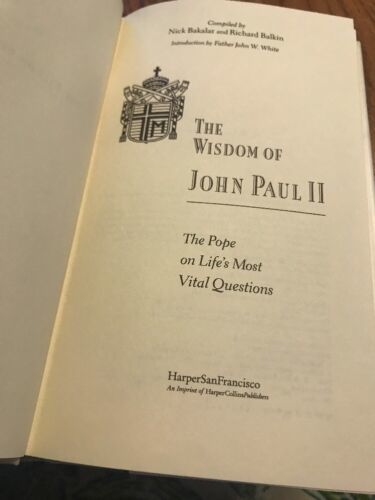 Compiled by
Nick Bakalar and Richard Balkin
Introduction by Father John W. White
M
THE
WISDOM OF
JOHN PAUL II
The Pope
on Life's Most
Vital Questions
HarperSanFrancisco
An Imprint of HarperCollinsPublishers